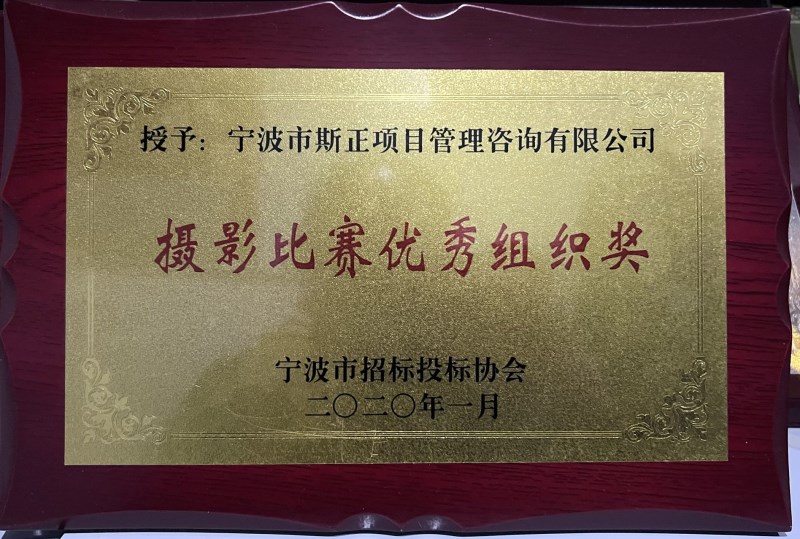 授予：宁波市斯正项目管理咨询有限公司
摄影比赛优秀组织奖
宁波市招标投标协会
二〇二〇年一月